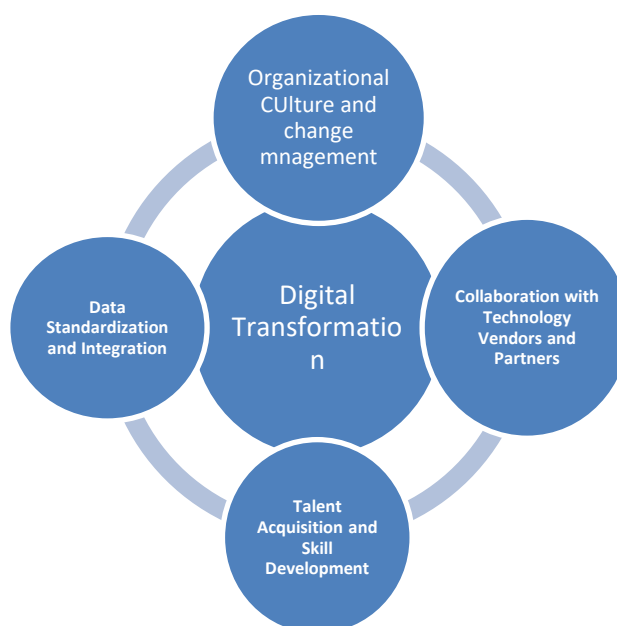 Organizational
CUlture and
change
mnagement
Digital
Transformatio
n
Collaboration with
Technology
Vendors and
Partners
Data
Standardization
and Integration
Talent
Acquisition and
Skill
Development